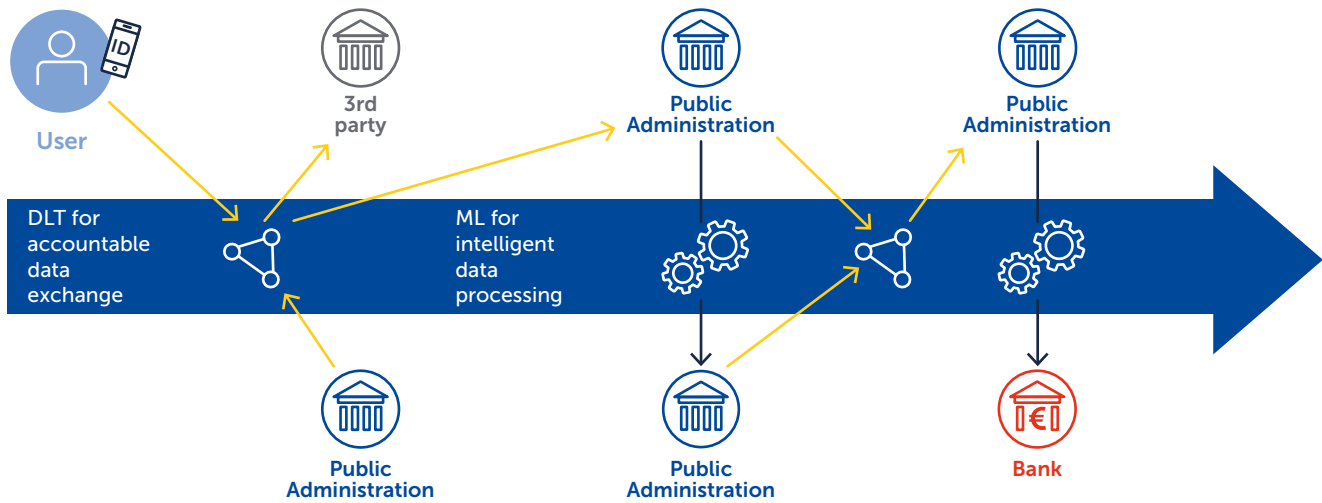 ID
User
3rd
party
Public
Administration
Public
Administration
DLT for
accountable
data
exchange
ML for
intelligent
data
processing
Public
Administration
Public
Administration
€
Bank